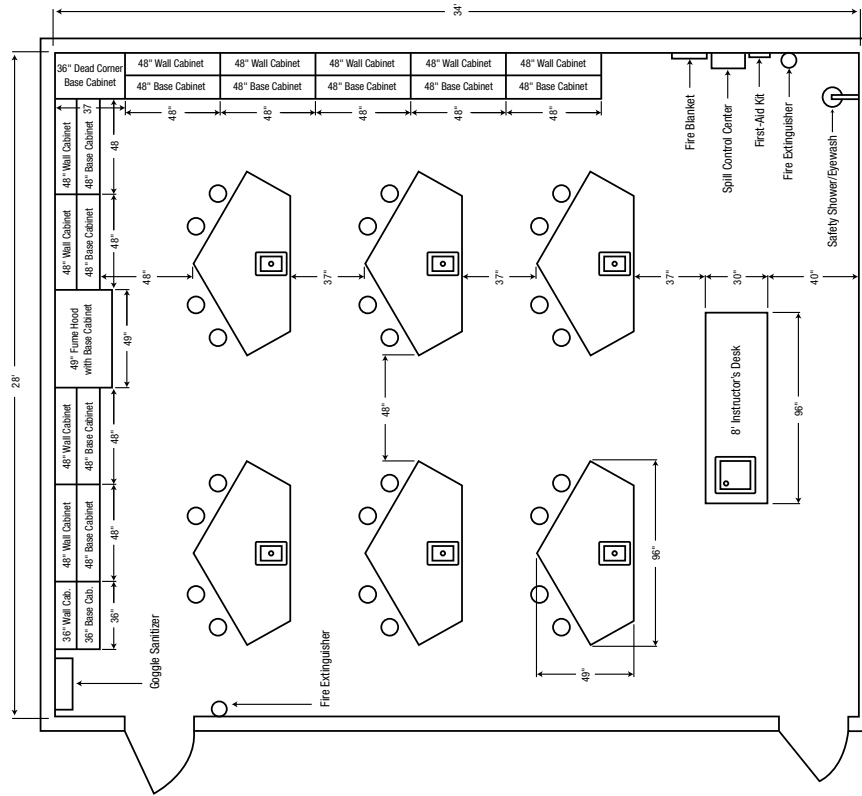 34'
28'
36" Dead Corner
Base Cabinet
48" Wall Cabinet
48" Wall Cabinet
48" Wall Cabinet
48" Wall Cabinet
48" Wall Cabinet
48" Base Cabinet
48" Base Cabinet
48" Base Cabinet
48" Base Cabinet
48" Base Cabinet
48"
48"
48"
48"
48"
37
48" Wall Cabinet
48" Base Cabinet
48
48" Wall Cabinet
48" Base Cabinet
48"
49" Fume Hood
with Base Cabinet
49"
48" Wall Cabinet
48" Base Cabinet
48"
48" Wall Cabinet
48" Base Cabinet
48"
36" Wall Cab.
36" Base Cab.
36"
Goggle Sanitizer
Fire Extinguisher
Fire Blanket
Spill Control Center
First-Aid Kit
Fire Extinguisher
Safety Shower/Eyewash
48"
37"
37"
37"
30"
40"
48"
8' Instructor's Desk
96"
96"
49"